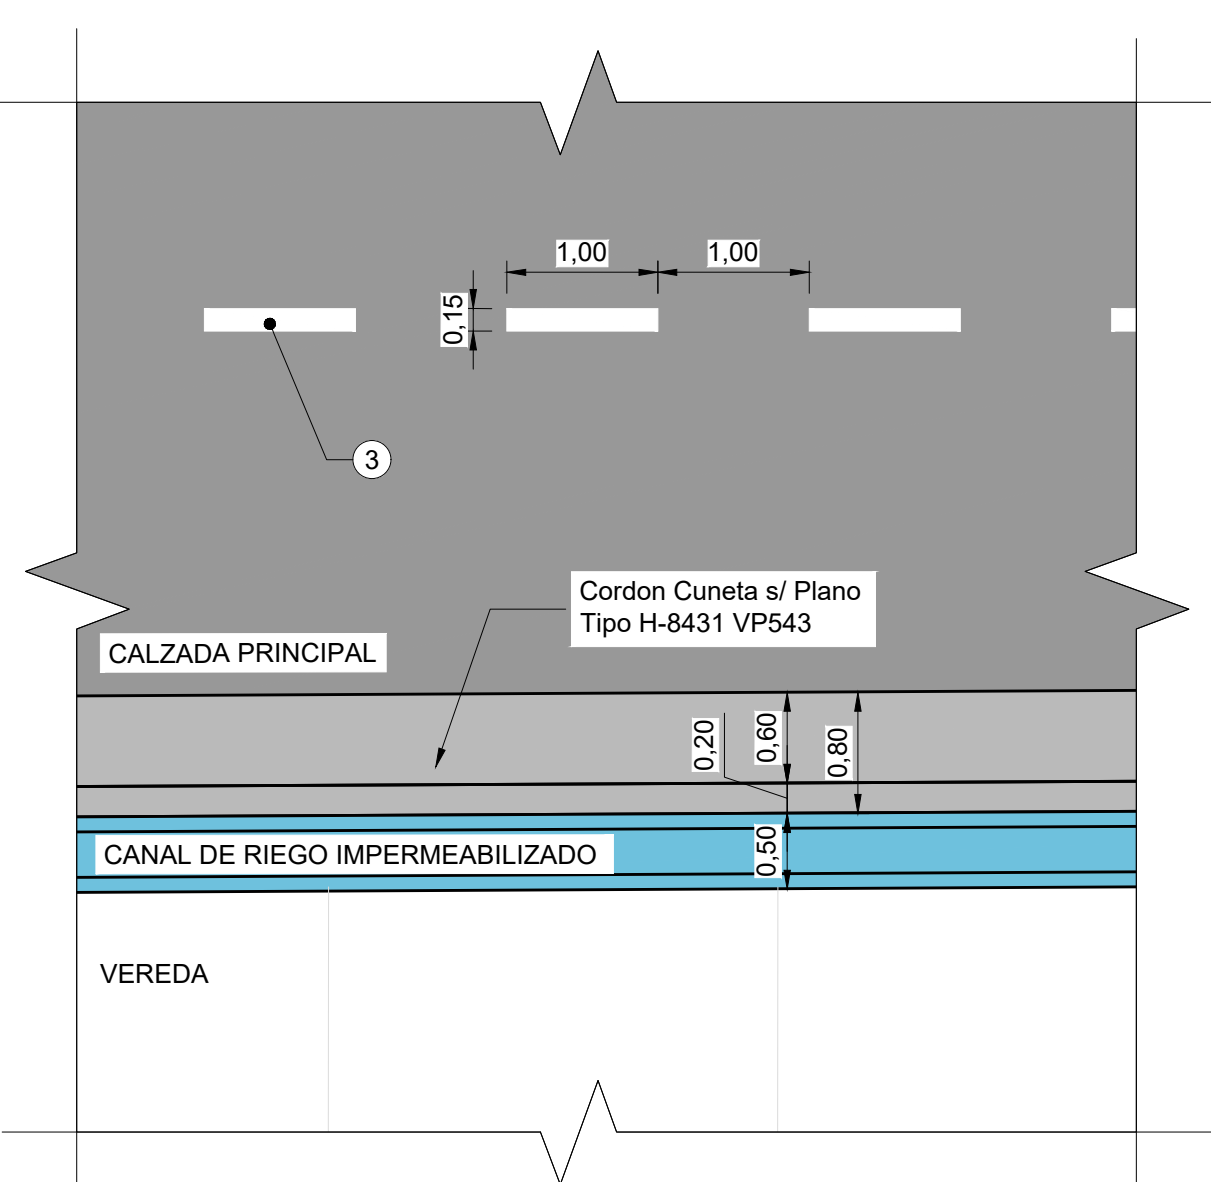 1,00
1,00
0,15
3
Cordon Cuneta s/ Plano
Tipo H-8431 VP543
CALZADA PRINCIPAL
0,20
0,60
0,80
CANAL DE RIEGO IMPERMEABILIZADO
0,50
VEREDA